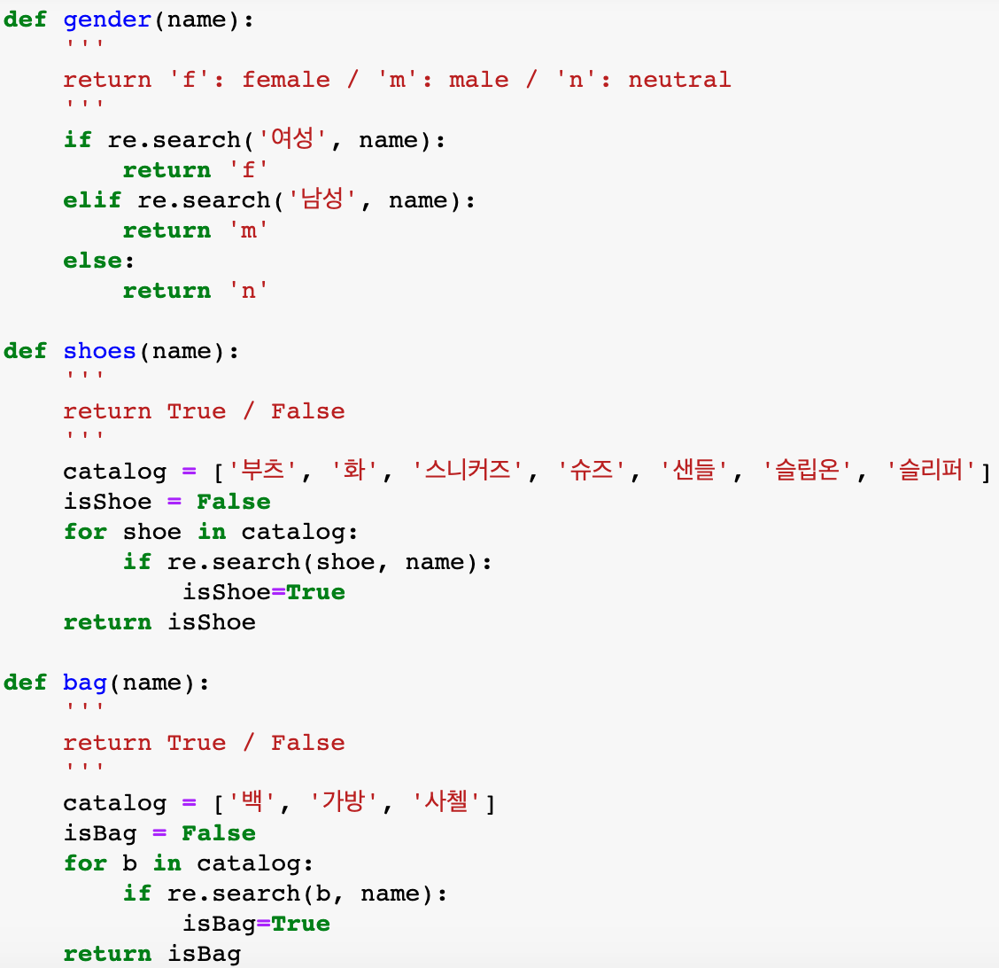 def gender(name):
    '''
    return 'f': female / 'm': male / 'n': neutral
    '''
    if re.search('여성', name):
        return 'f'
    elif re.search('남성', name):
        return 'm'
    else:
        return 'n'

def shoes(name):
    '''
    return True / False
    '''
    catalog = ['부츠', '화', '스니커즈', '슈즈', '샌들', '슬립온', '슬리퍼']
    isShoe = False
    for shoe in catalog:
        if re.search(shoe, name):
            isShoe=True
    return isShoe

def bag(name):
    '''
    return True / False
    '''
    catalog = ['백', '가방', '사첼']
    isBag = False
    for b in catalog:
        if re.search(b, name):
            isBag=True
    return isBag